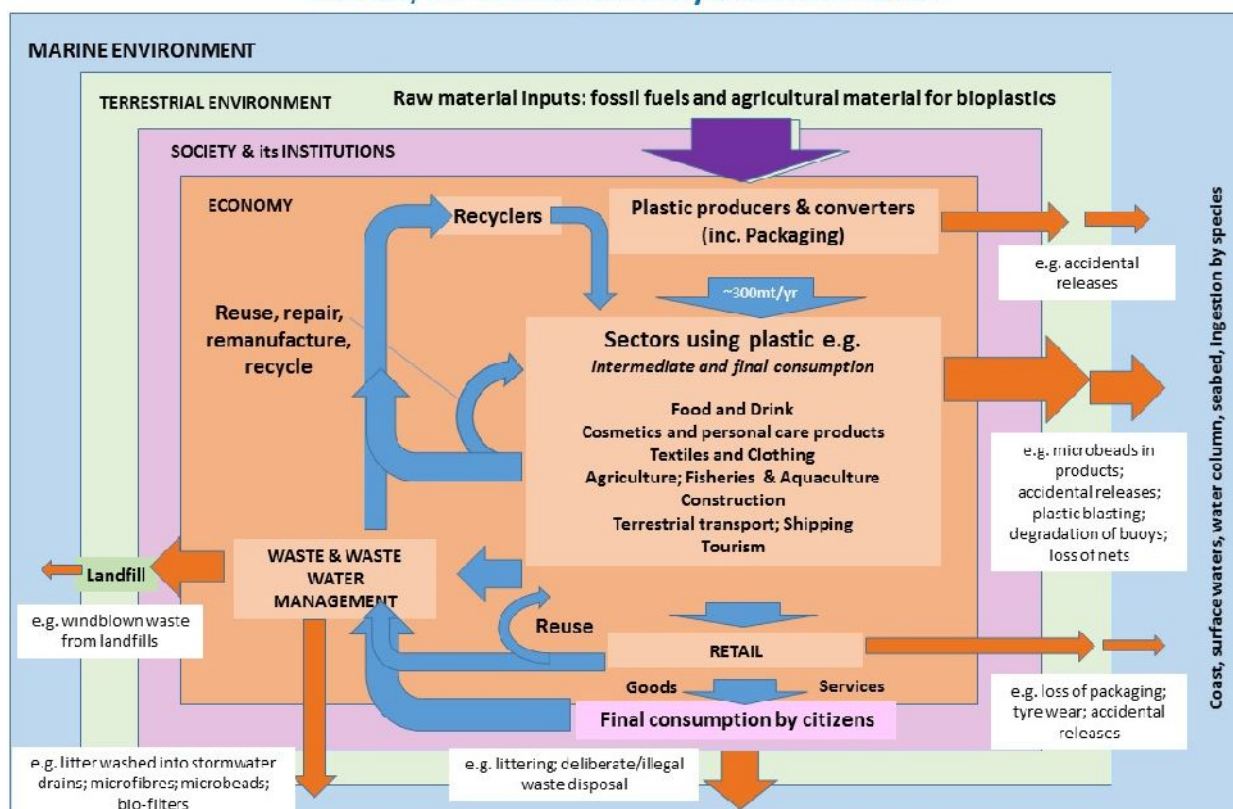 MARINE ENVIRONMENT
TERRESTRIAL ENVIRONMENT
Raw material inputs: fossil fuels and agricultural material for bioplastics
SOCIETY & its INSTITUTIONS
ECONOMY
Recyclers
Plastic producers & converters
(inc. Packaging)
e.g. accidental
releases
~300mt/yr
Reuse, repair,
remanufacture,
recycle
Sectors using plastic e.g.
Intermediate and final consumption
Food and Drink
Cosmetics and personal care products
Textiles and Clothing
Agriculture; Fisheries & Aquaculture
Construction
Terrestrial transport; Shipping
Tourism
e.g. microbeads in
products;
accidental releases;
plastic blasting;
degradation of buoys;
loss of nets
Coast, surface waters, water column, seabed, ingestion by species
WASTE & WASTE
WATER
MANAGEMENT
Landfill
e.g. windblown waste
from landfills
Reuse
RETAIL
Goods
Services
Final consumption by citizens
e.g. loss of packaging;
tyre wear; accidental
releases
e.g. litter washed into stormwater
drains; microfibres; microbeads;
bio-filters
e.g. littering; deliberate/illegal
waste disposal